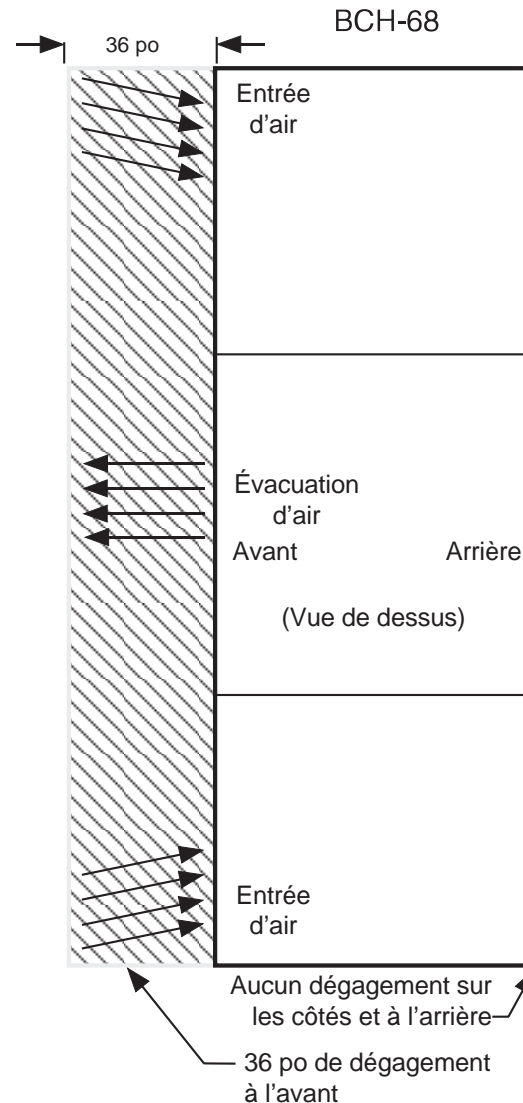 BCH-68
36 po
Entrée
d’air
Évacuation
d’air
Avant Arrière
(Vue de dessus)
Entrée
d’air
Aucun dégagement sur
les côtés et à l’arrière
36 po de dégagement
à l’avant